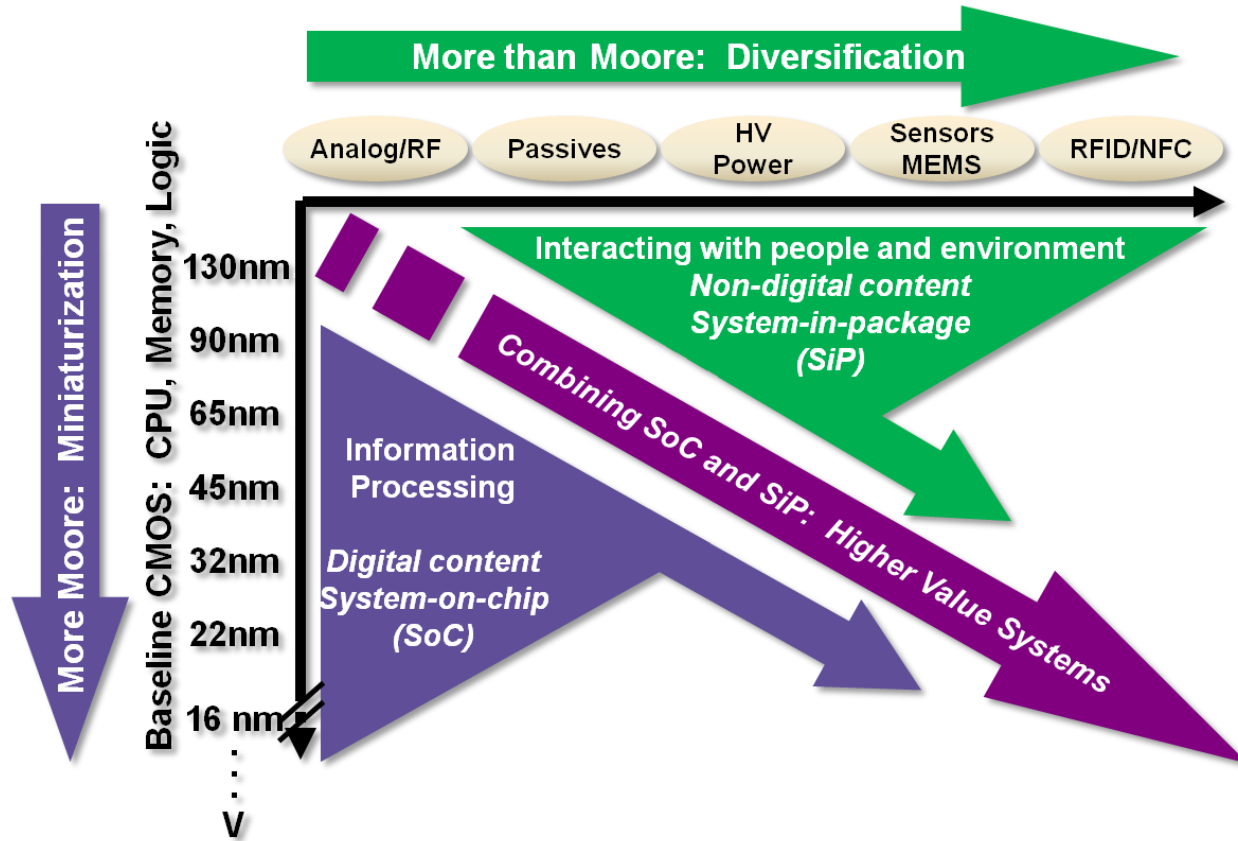 More than Moore:  Diversification
Analog/RF
Passives
HV
Power
Sensors
MEMS
RFID/NFC
More Moore:  Miniaturization
Baseline CMOS:  CPU, Memory, Logic
130nm
90nm
65nm
45nm
32nm
22nm
16 nm
.
.
.
V
Interacting with people and environment
Non-digital content
System-in-package
(SiP)
Combining SoC and SiP:  Higher Value Systems
Information
Processing
Digital content
System-on-chip
(SoC)